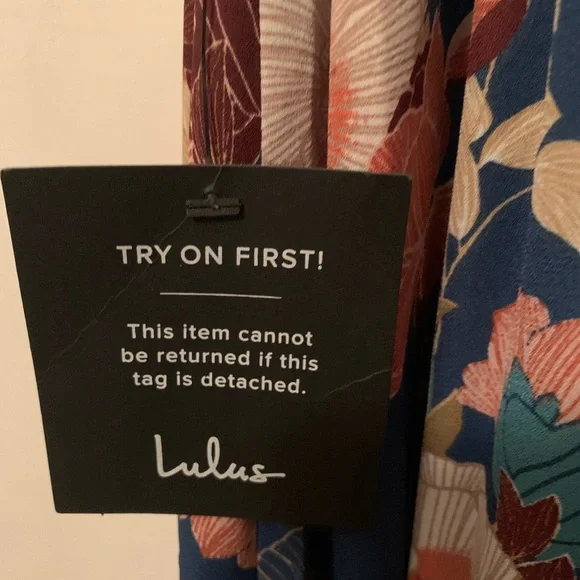 TRY ON FIRST!
This item cannot
be returned if this
tag is detached.
Lulus